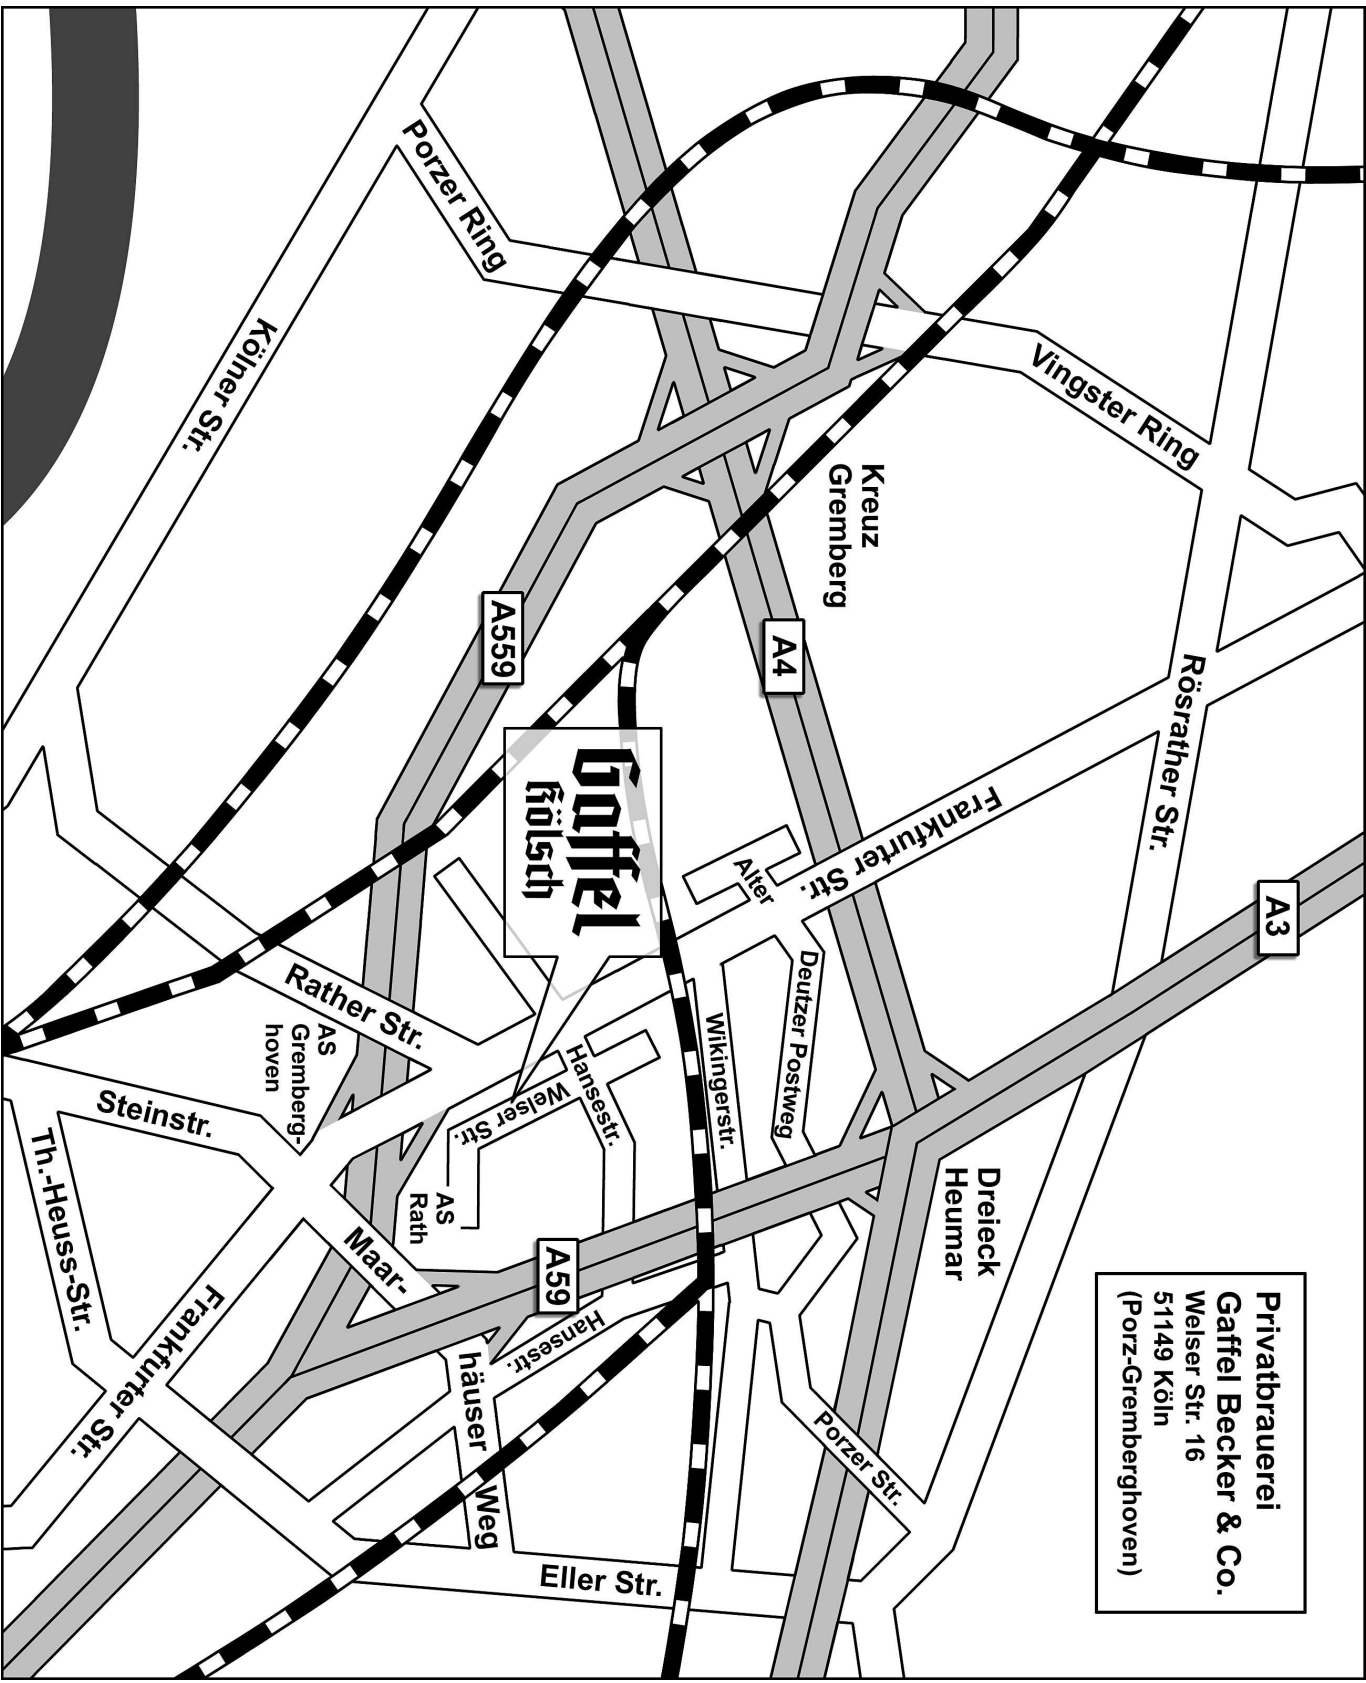 Privatbrauerei
Gaffel Becker & Co.
Welser Str. 16
51149 Köln
(Porz-Gremberghoven)
A3
Rösrather Str.
Vingster Ring
Kreuz
Gremberg
A4
Frankfurter Str.
Alter
Deutzer Postweg
Dreieck
Heumar
Porzer Str.
Wikingerstr.
Gaffel
Kölsch
A559
Porzer Ring
Kölner Str.
Hansestr.
Welser Str.
A59
Hansestr.
Eller Str.
Rather Str.
AS
Rath
AS
Gremberg-
hoven
Maar-
häuser
Weg
Steinstr.
Th.-Heuss-Str.
Frankfurter
Str.